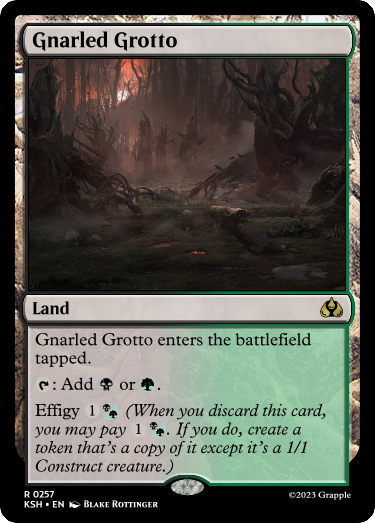 Gnarled Grotto
Land
Gnarled Grotto enters the battlefield
tapped.
: Add or .
Effigy 1 (When you discard this card,
you may pay 1 . If you do, create a
token that's a copy of it except it's a 1/1
Construct creature.)
R 0257
KSH • EN Blake Rottinger
©2023 Grapple